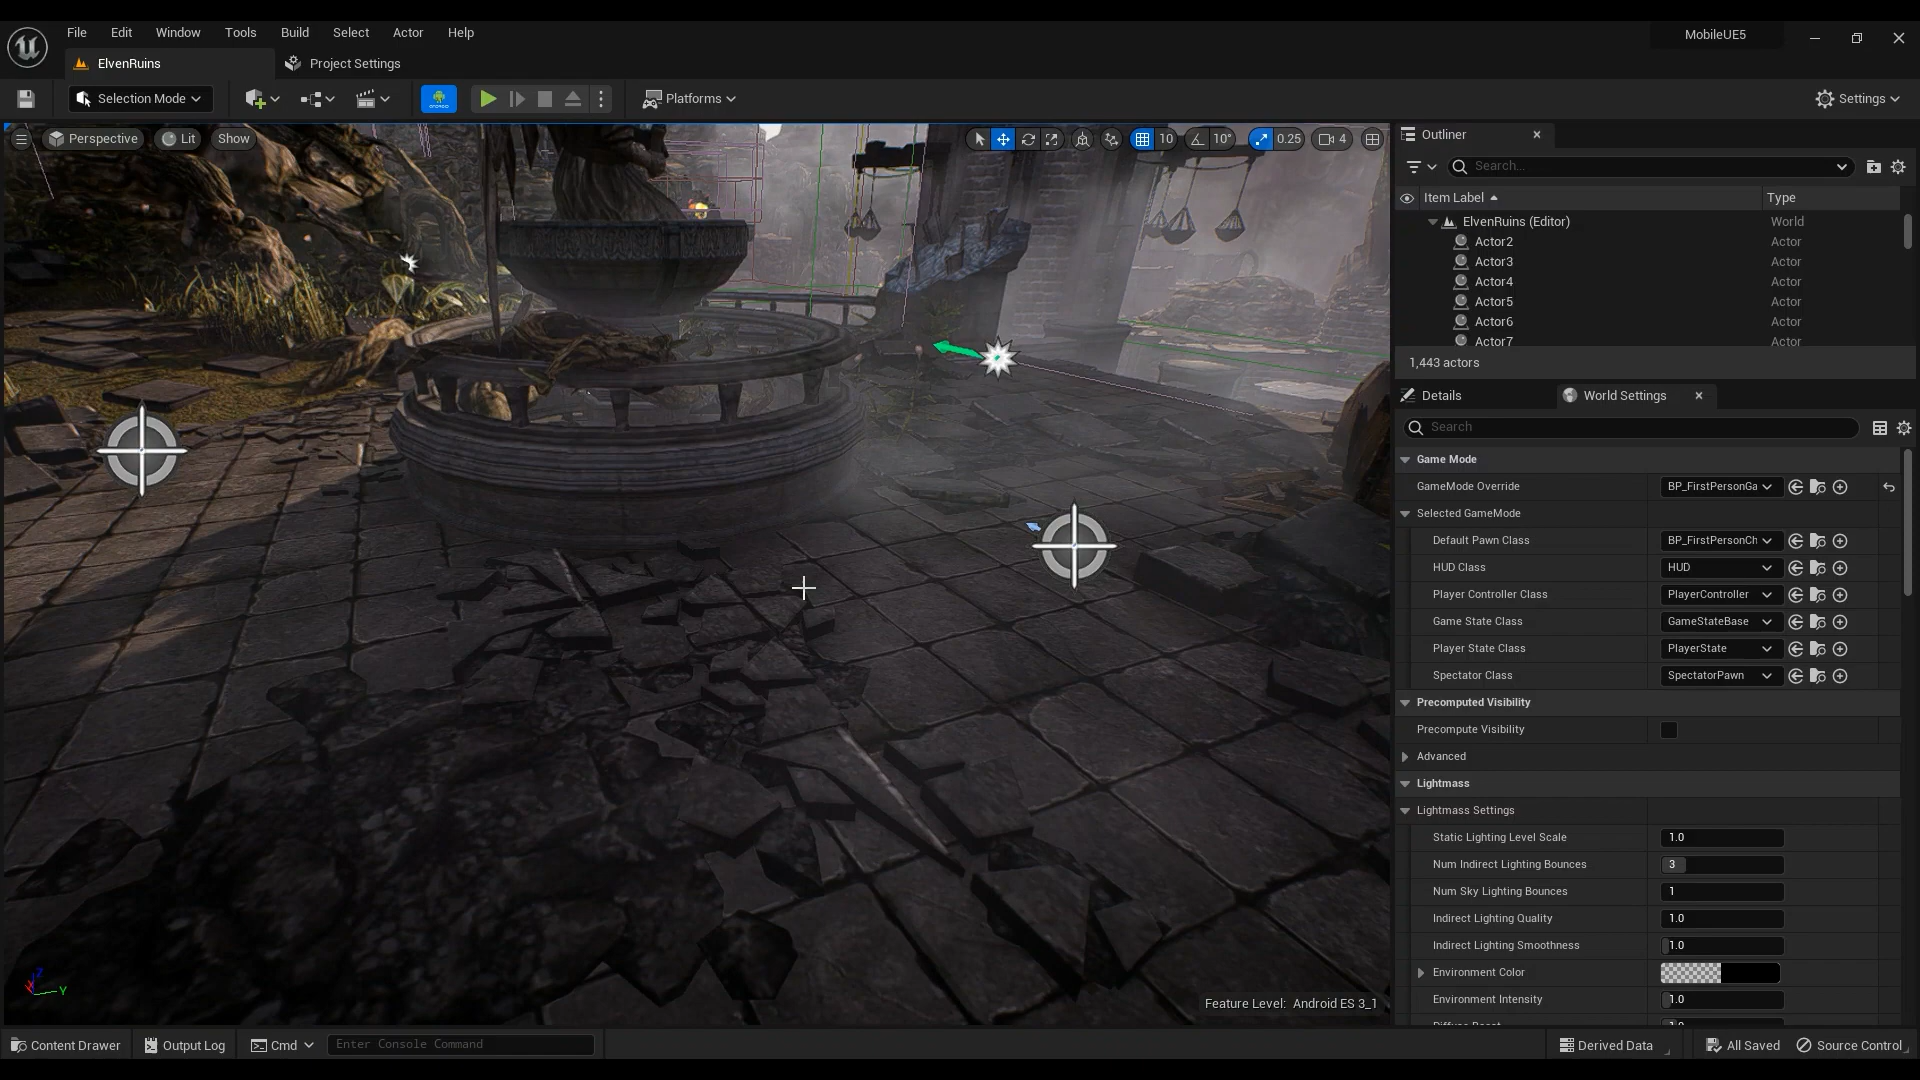 File Edit Window Tools Build Select Actor Help
MobileUE5
ElvenRuins
Project Settings
Selection Mode
Platforms
Settings
Perspective
Lit
Show
10
10°
0.25
4
Outliner
Search...
Item Label
Type
ElvenRuins (Editor) World
Actor2 Actor
Actor3 Actor
Actor4 Actor
Actor5 Actor
Actor6 Actor
Actor7 Actor
1,443 actors
Details
World Settings
Search
Game Mode
GameMode Override BP_FirstPersonGa
Selected GameMode
Default Pawn Class BP_FirstPersonCh
HUD Class HUD
Player Controller Class PlayerController
Game State Class GameStateBase
Player State Class PlayerState
Spectator Class SpectatorPawn
Precomputed Visibility
Precompute Visibility
Advanced
Lightmass
Lightmass Settings
Static Lighting Level Scale 1.0
Num Indirect Lighting Bounces 3
Num Sky Lighting Bounces 1
Indirect Lighting Quality 1.0
Indirect Lighting Smoothness 1.0
Environment Color
Environment Intensity 1.0
Z
Y
Feature Level: Android ES 3_1
Content Drawer
Output Log
Cmd
Enter Console Command
Derived Data
All Saved
Source Control